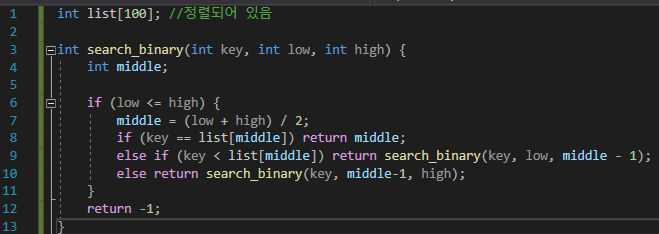 1 int list[100]; //정렬되어 있음
2
3 int search_binary(int key, int low, int high) {
4 int middle;
5
6 if (low <= high) {
7 middle = (low + high) / 2;
8 if (key == list[middle]) return middle;
9 else if (key < list[middle]) return search_binary(key, low, middle - 1);
10 else return search_binary(key, middle-1, high);
11 }
12 return -1;
13 }